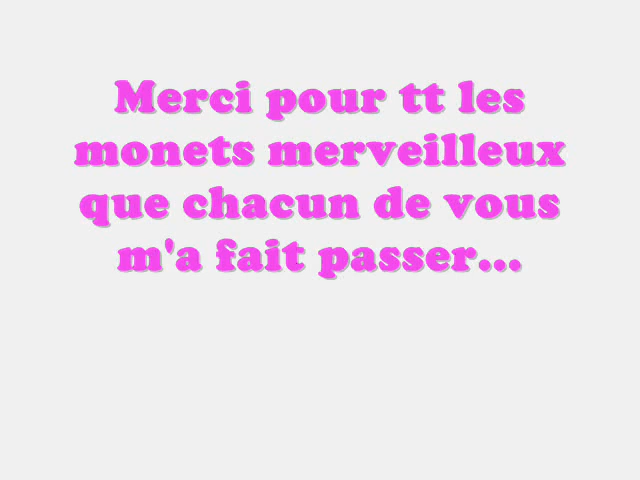 Merci pour tt les
monets merveilleux
que chacun de vous
m'a fait passer...